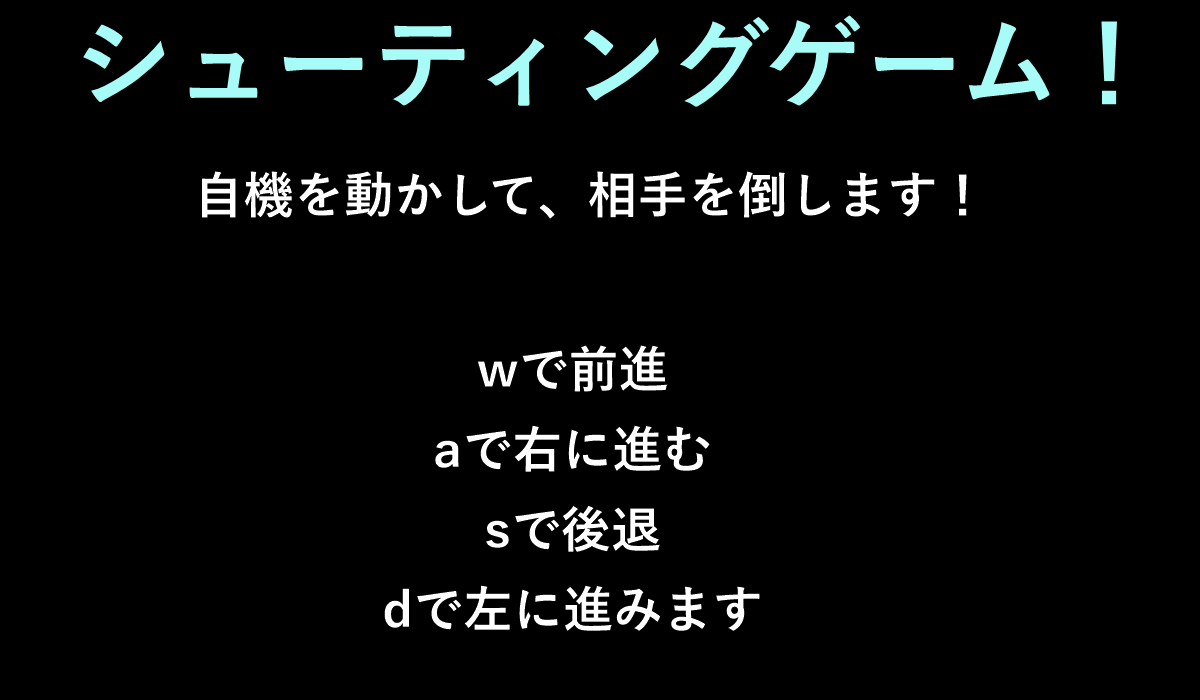 シューティングゲーム！
自機を動かして、相手を倒します！
wで前進
aで右に進む
sで後退
dで左に進みます